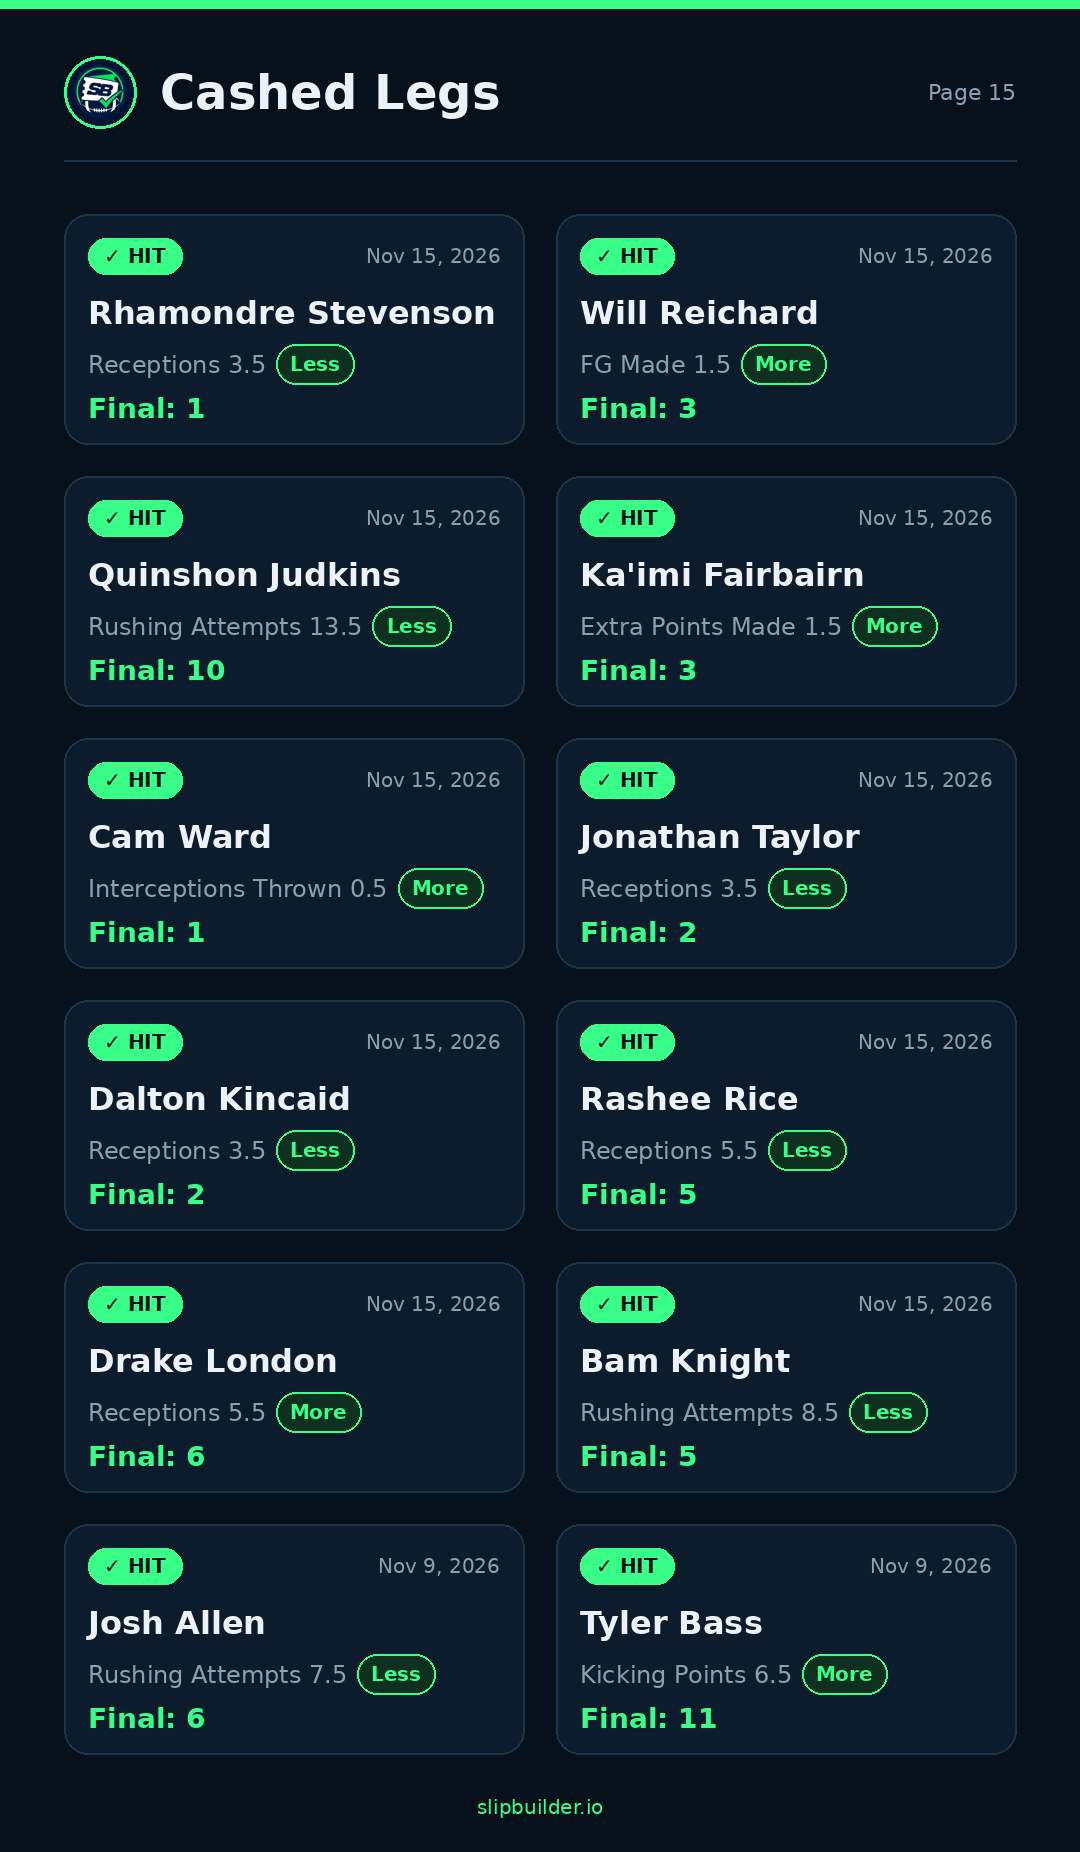 SB
Cashed Legs
Page 15
✓ HIT
Nov 15, 2026
Rhamondre Stevenson
Receptions 3.5 Less
Final: 1
✓ HIT
Nov 15, 2026
Will Reichard
FG Made 1.5 More
Final: 3
✓ HIT
Nov 15, 2026
Quinshon Judkins
Rushing Attempts 13.5 Less
Final: 10
✓ HIT
Nov 15, 2026
Ka'imi Fairbairn
Extra Points Made 1.5 More
Final: 3
✓ HIT
Nov 15, 2026
Cam Ward
Interceptions Thrown 0.5 More
Final: 1
✓ HIT
Nov 15, 2026
Jonathan Taylor
Receptions 3.5 Less
Final: 2
✓ HIT
Nov 15, 2026
Dalton Kincaid
Receptions 3.5 Less
Final: 2
✓ HIT
Nov 15, 2026
Rashee Rice
Receptions 5.5 Less
Final: 5
✓ HIT
Nov 15, 2026
Drake London
Receptions 5.5 More
Final: 6
✓ HIT
Nov 15, 2026
Bam Knight
Rushing Attempts 8.5 Less
Final: 5
✓ HIT
Nov 9, 2026
Josh Allen
Rushing Attempts 7.5 Less
Final: 6
✓ HIT
Nov 9, 2026
Tyler Bass
Kicking Points 6.5 More
Final: 11
slipbuilder.io